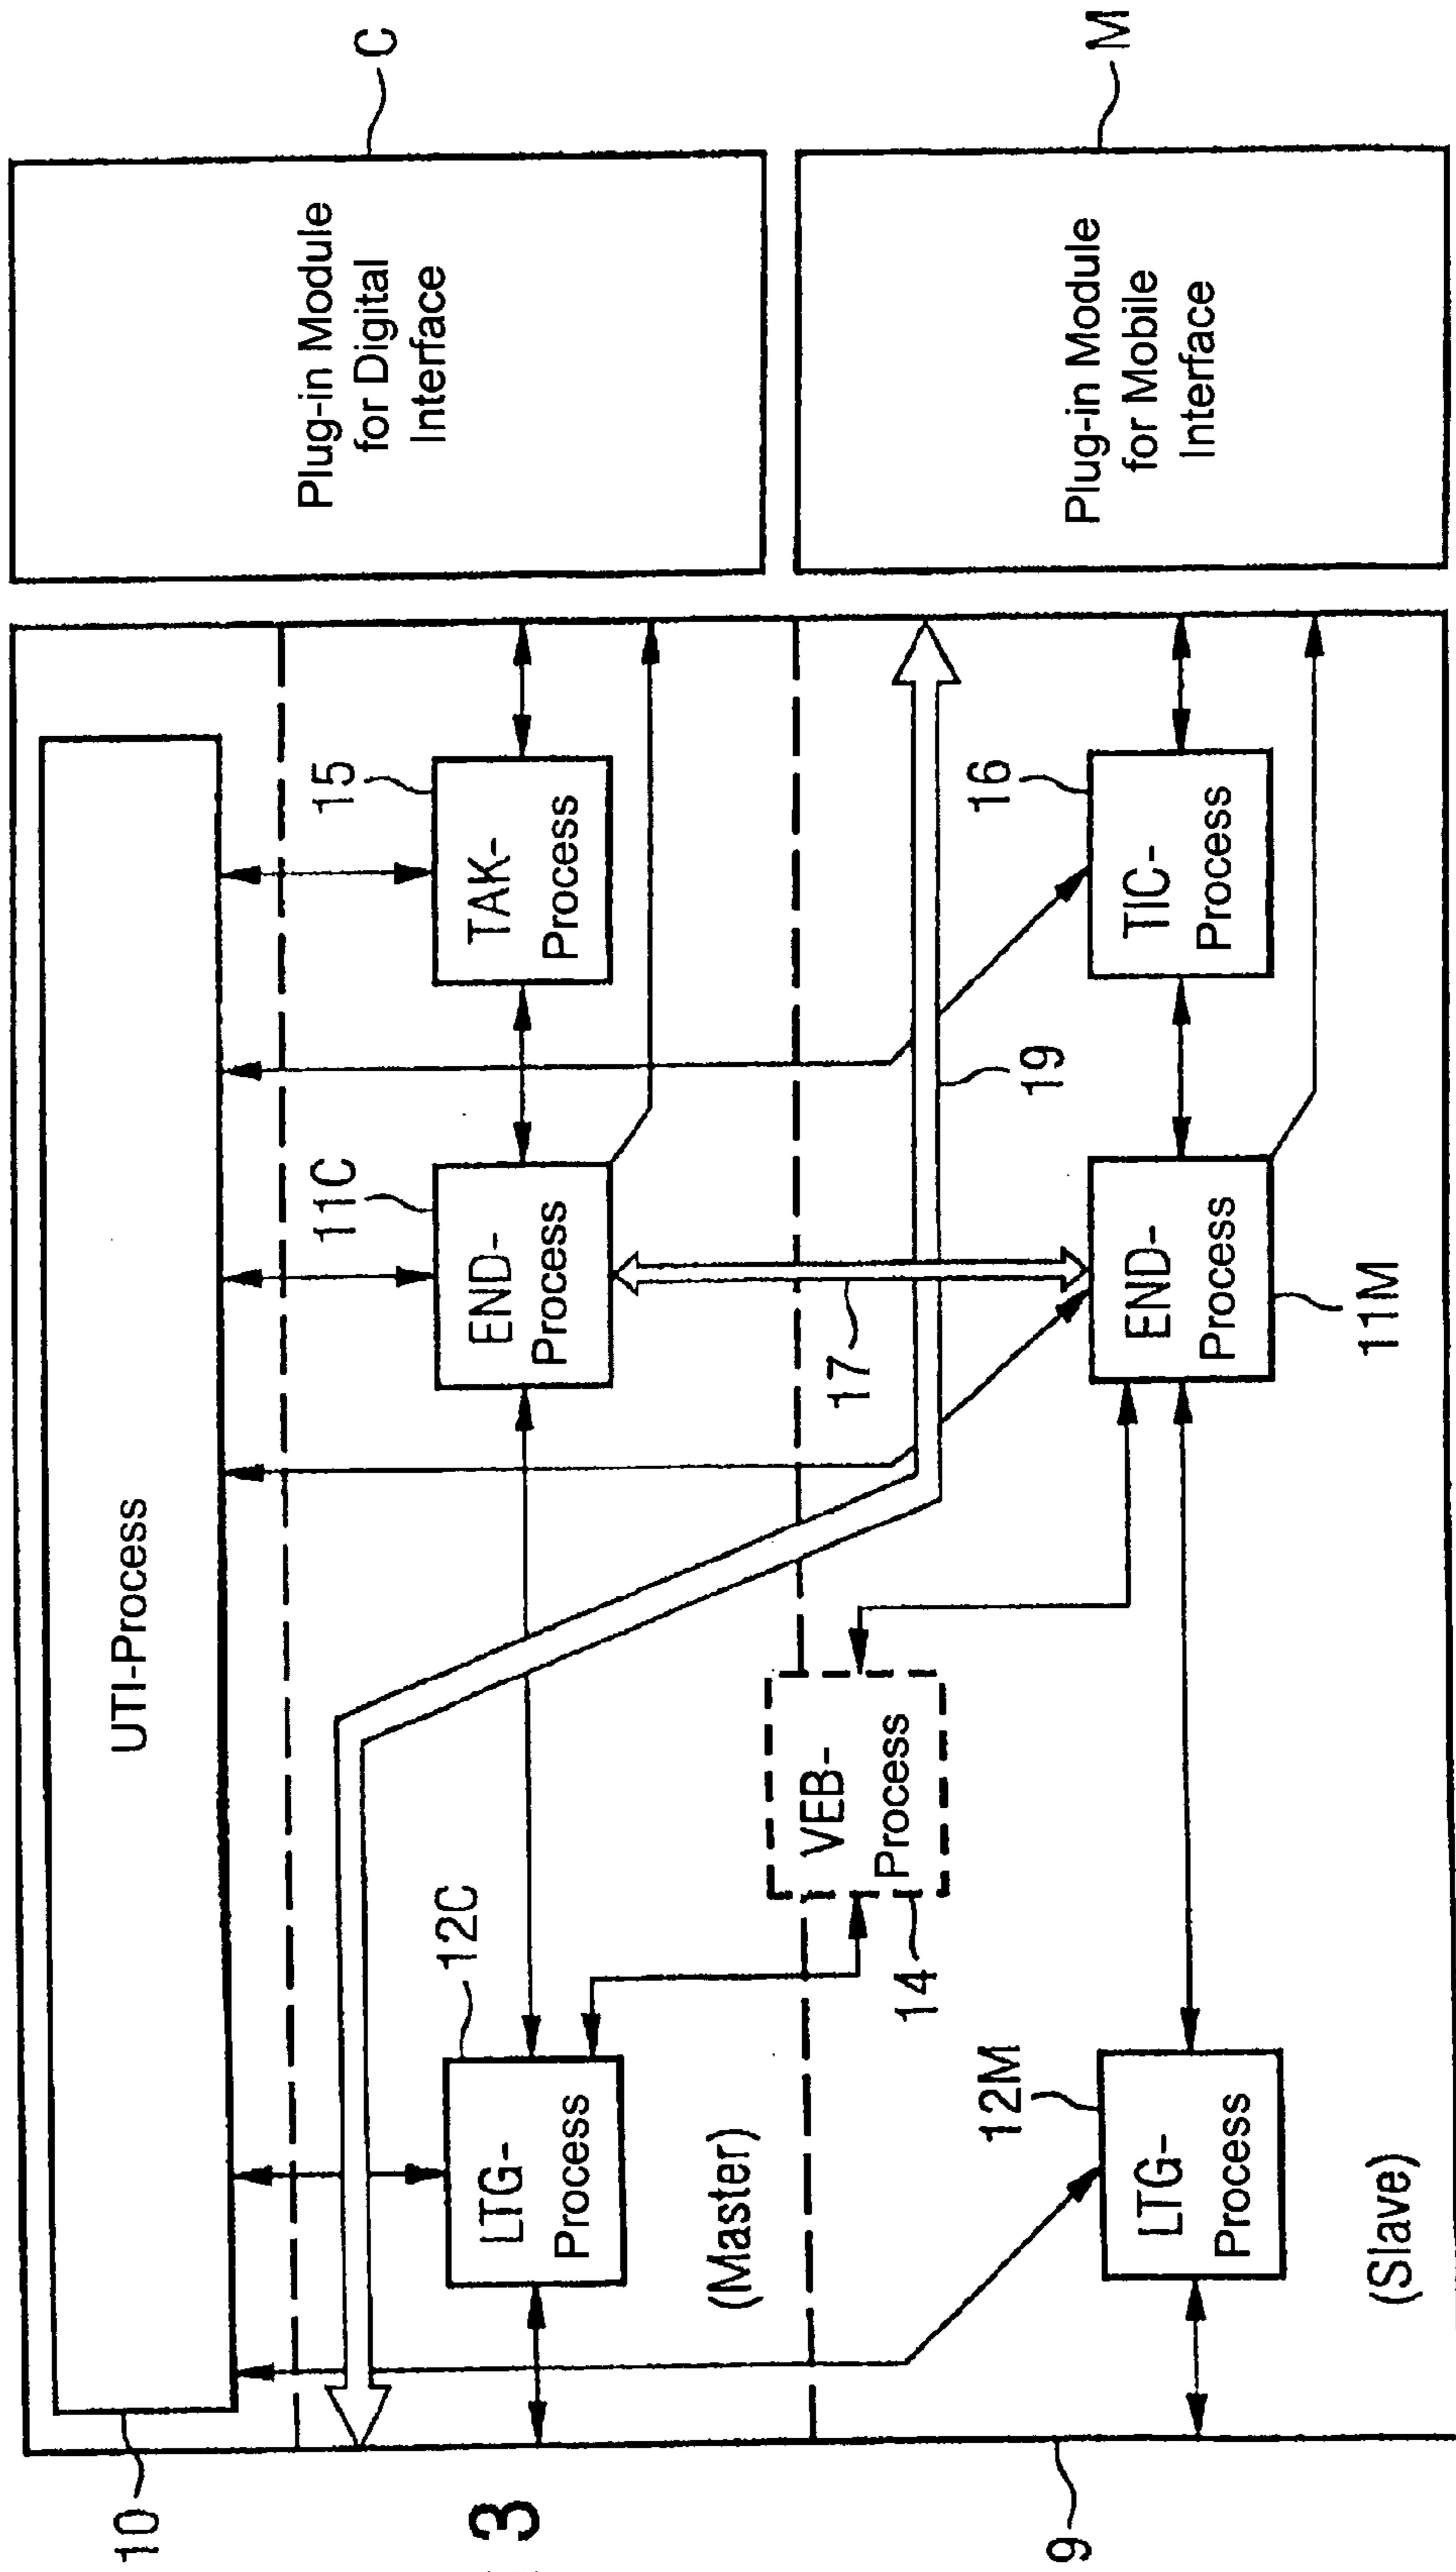 10
UTI-Process
12C
LTG-
Process
(Master)
11C
END-
Process
15
TAK-
Process
Plug-in Module
for Digital
Interface
C
3
14
VEB-
Process
17
19
9
12M
LTG-
Process
(Slave)
END-
Process
11M
16
TIC-
Process
Plug-in Module
for Mobile
Interface
M